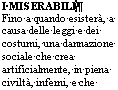 I·MISERABILI¶
Fino·a·quando·esisterà,·a·
causa·delle·leggi·e·dei·
costumi,·una·dannazione·
sociale·che·crea·
artificialmente,·in·piena·
civiltà,·inferni,·e·che·